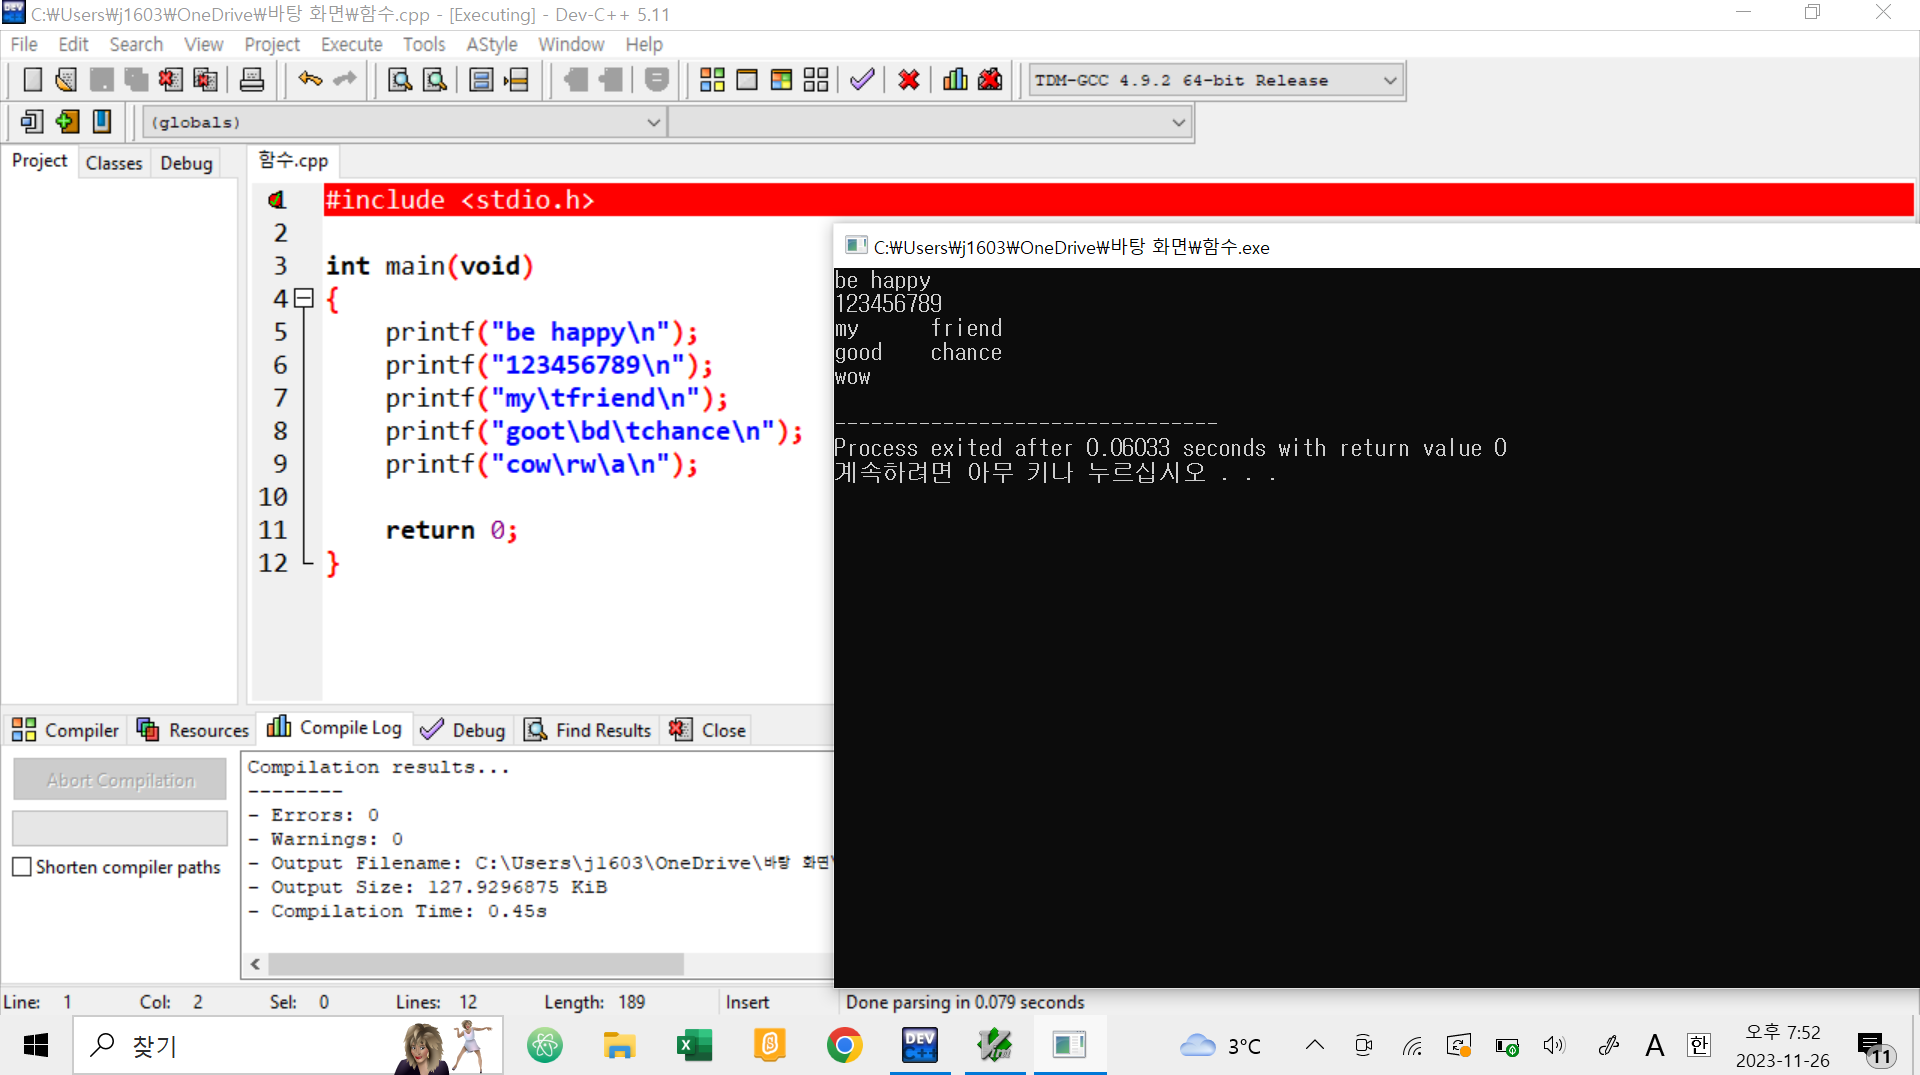 C:₩Users₩j1603₩OneDrive₩바탕 화면₩함수.cpp - [Executing] - Dev-C++ 5.11
File Edit Search View Project Execute Tools AStyle Window Help
TDM-GCC 4.9.2 64-bit Release
(globals)
Project Classes Debug
함수.cpp
1 #include <stdio.h>
2
3 int main(void)
4 {
5 printf("be happy\n");
6 printf("123456789\n");
7 printf("my\tfriend\n");
8 printf("goot\bd\tchance\n");
9 printf("cow\rw\a\n");
10
11 return 0;
12 }
C:₩Users₩j1603₩OneDrive₩바탕 화면₩함수.exe
be happy
123456789
my friend
good chance
wow
--------------------------------
Process exited after 0.06033 seconds with return value 0
계속하려면 아무 키나 누르십시오 . . .
Compiler Resources Compile Log Debug Find Results Close
Abort Compilation
Shorten compiler paths
Compilation results...
--------
- Errors: 0
- Warnings: 0
- Output Filename: C:\Users\j1603\OneDrive\바탕 화면\
- Output Size: 127.9296875 KiB
- Compilation Time: 0.45s
Line: 1 Col: 2 Sel: 0 Lines: 12 Length: 189 Insert Done parsing in 0.079 seconds
찾기
DEV C++
3°C
A
한
오후 7:52
2023-11-26
11